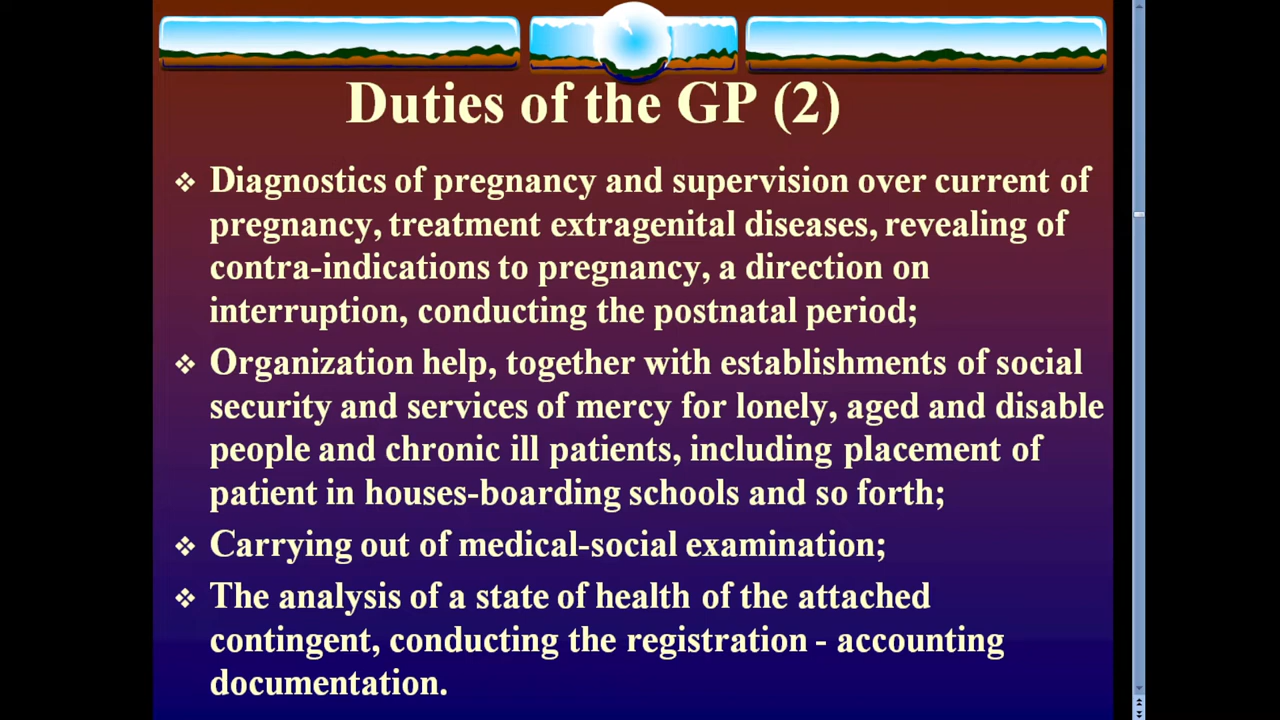 Duties of the GP (2)
❖ Diagnostics of pregnancy and supervision over current of
pregnancy, treatment extragenital diseases, revealing of
contra-indications to pregnancy, a direction on
interruption, conducting the postnatal period;
❖ Organization help, together with establishments of social
security and services of mercy for lonely, aged and disable
people and chronic ill patients, including placement of
patient in houses-boarding schools and so forth;
❖ Carrying out of medical-social examination;
❖ The analysis of a state of health of the attached
contingent, conducting the registration - accounting
documentation.